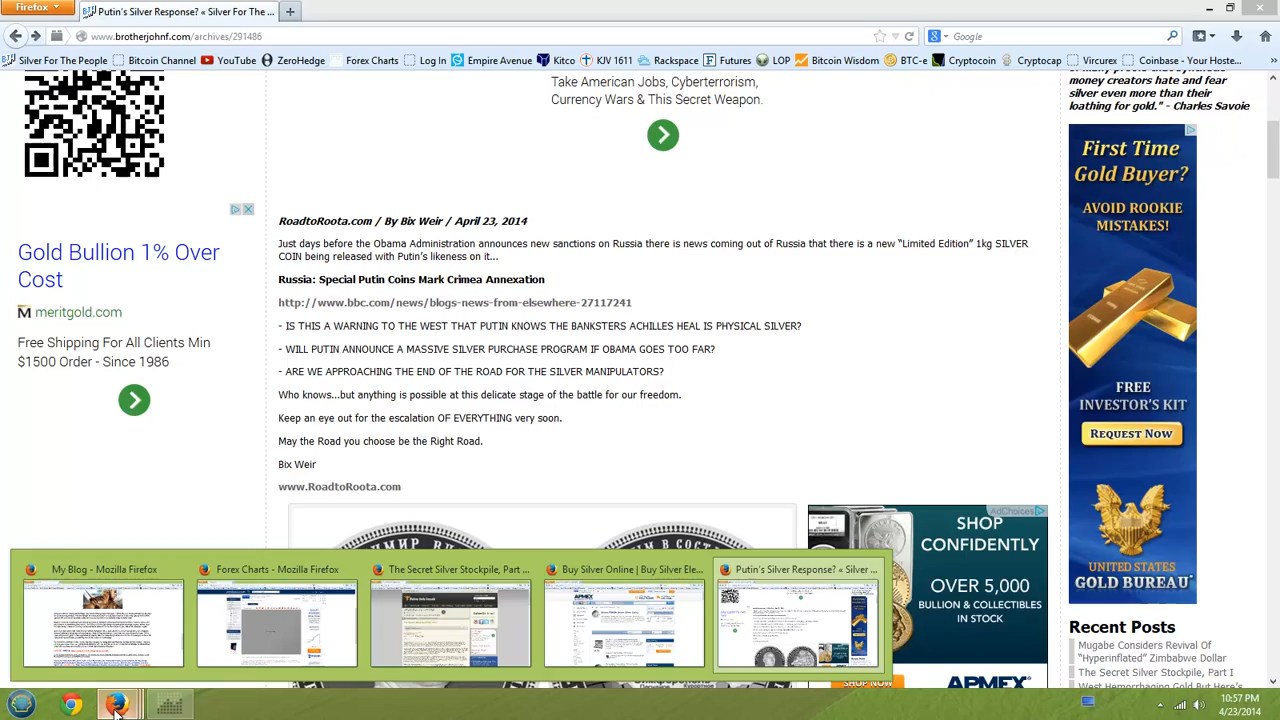 Firefox
Putin's Silver Response? « Silver For The ...
www.brotherjohnf.com/archives/291486
Google
Silver For The People
Bitcoin Channel
YouTube
ZeroHedge
Forex Charts
Log In
Empire Avenue
Kitco
KJV 1611
Rackspace
Futures
LOP
Bitcoin Wisdom
BTC-e
Cryptocoin
Cryptocap
Vircurex
Coinbase - Your Hoste...
Take American Jobs, Cyberterrorism,
Currency Wars & This Secret Weapon.
money creators hate and fear
silver even more than their
loathing for gold." - Charles Savoie
Gold Bullion 1% Over
Cost
meritgold.com
Free Shipping For All Clients Min
$1500 Order - Since 1986
RoadtoRoota.com / By Bix Weir / April 23, 2014
Just days before the Obama Administration announces new sanctions on Russia there is news coming out of Russia that there is a new “Limited Edition” 1kg SILVER
COIN being released with Putin’s likeness on it...
Russia: Special Putin Coins Mark Crimea Annexation
http://www.bbc.com/news/blogs-news-from-elsewhere-27117241
- IS THIS A WARNING TO THE WEST THAT PUTIN KNOWS THE BANKSTERS ACHILLES HEAL IS PHYSICAL SILVER?
- WILL PUTIN ANNOUNCE A MASSIVE SILVER PURCHASE PROGRAM IF OBAMA GOES TOO FAR?
- ARE WE APPROACHING THE END OF THE ROAD FOR THE SILVER MANIPULATORS?
Who knows...but anything is possible at this delicate stage of the battle for our freedom.
Keep an eye out for the escalation OF EVERYTHING very soon.
May the Road you choose be the Right Road.
Bix Weir
www.RoadtoRoota.com
First Time
Gold Buyer?
AVOID ROOKIE
MISTAKES!
FREE
INVESTOR'S KIT
REQUEST NOW
UNITED STATES
GOLD BUREAU
AdChoices
SHOP
CONFIDENTLY
OVER 5,000
BULLION & COLLECTIBLES
IN STOCK
SHOP NOW
APMEX
Recent Posts
Mugabe Considers Revival Of
“Hyperinflated” Zimbabwe Dollar
The Secret Silver Stockpile, Part I
West Hemorrhaging Gold But Here's
My Blog - Mozilla Firefox
Forex Charts - Mozilla Firefox
The Secret Silver Stockpile, Part ...
Buy Silver Online | Buy Silver Ele...
Putin's Silver Response? « Silver ...
10:57 PM
4/23/2014